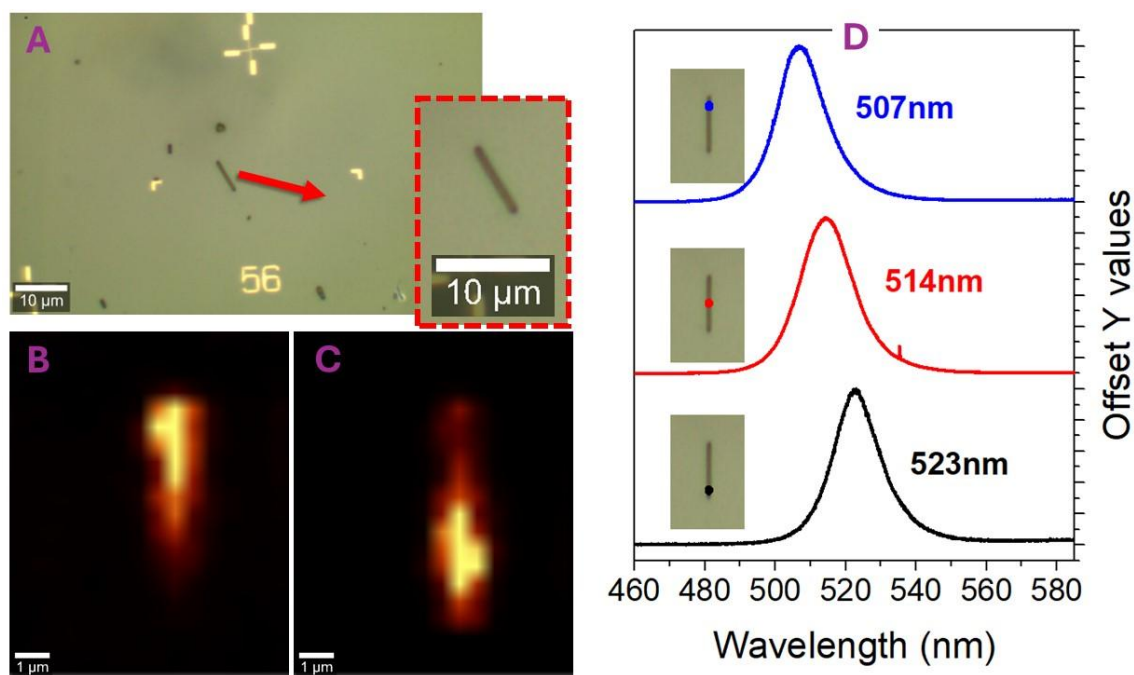 A
56
10 µm
10 µm
B
1 µm
C
1 µm
D
507nm
514nm
523nm
Offset Y values
460 480 500 520 540 560 580
Wavelength (nm)